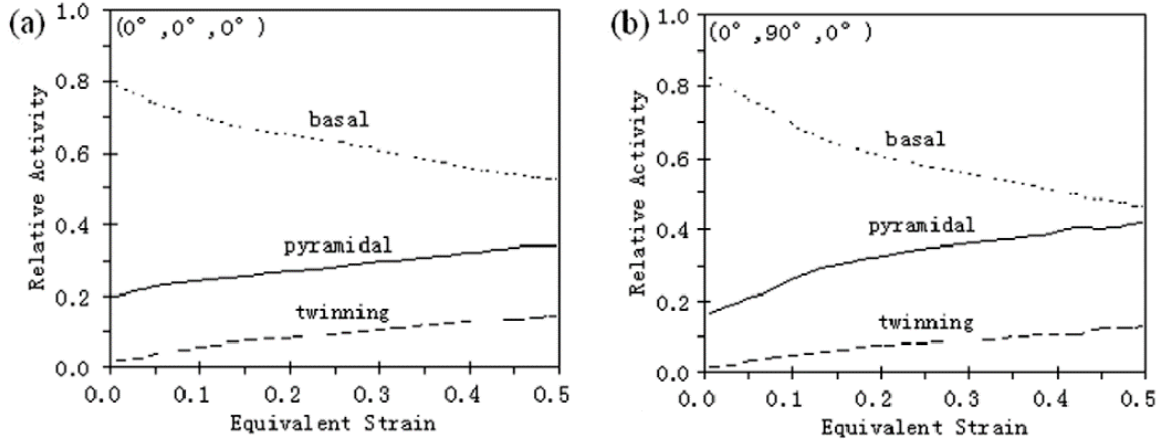 (a)
(0° ,0° ,0° )
1.0
0.8
0.6
0.4
0.2
0.0
Relative Activity
basal
pyramidal
twinning
0.0 0.1 0.2 0.3 0.4 0.5
Equivalent Strain
(b)
(0° ,90° ,0° )
1.0
0.8
0.6
0.4
0.2
0.0
Relative Activity
basal
pyramidal
twinning
0.0 0.1 0.2 0.3 0.4 0.5
Equivalent Strain